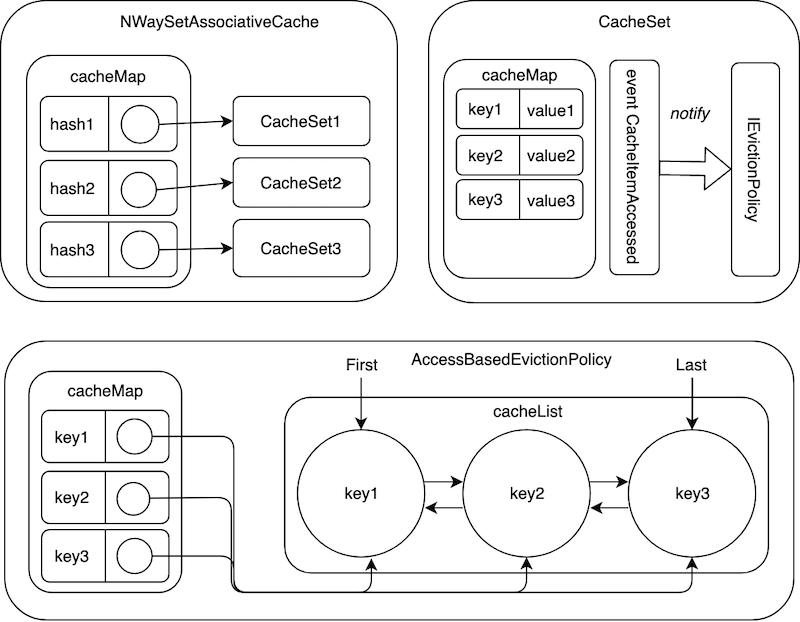 NWaySetAssociativeCache
cacheMap
hash1
CacheSet1
hash2
CacheSet2
hash3
CacheSet3
CacheSet
cacheMap
key1 value1
key2 value2
key3 value3
event CacheItemAccessed
notify
IEvictionPolicy
AccessBasedEvictionPolicy
cacheMap
key1
key2
key3
First
Last
cacheList
key1
key2
key3